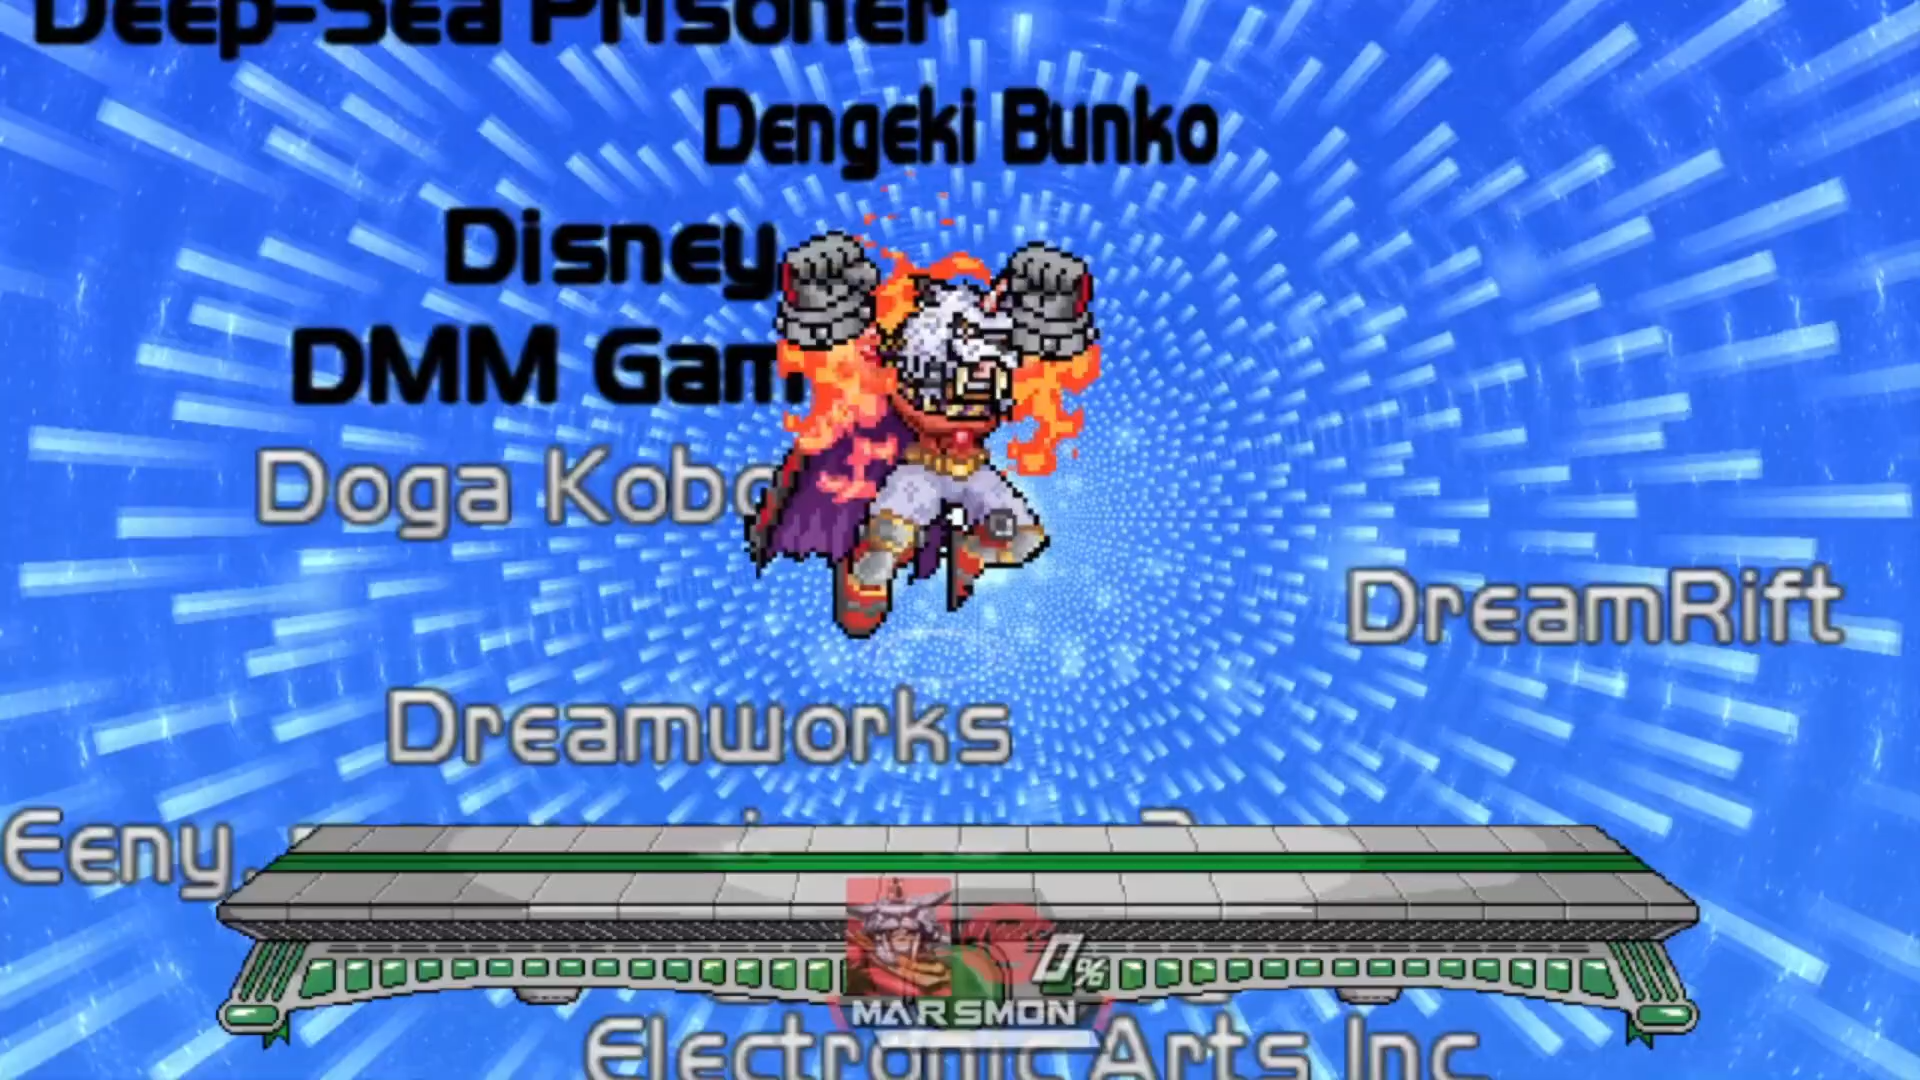 Deep-Sea Prisoner
Dengeki Bunko
Disney
DMM Gam
Doga Kobo
DreamRift
Dreamworks
Eeny,
0%
MARSMON
Electronic Arts Inc